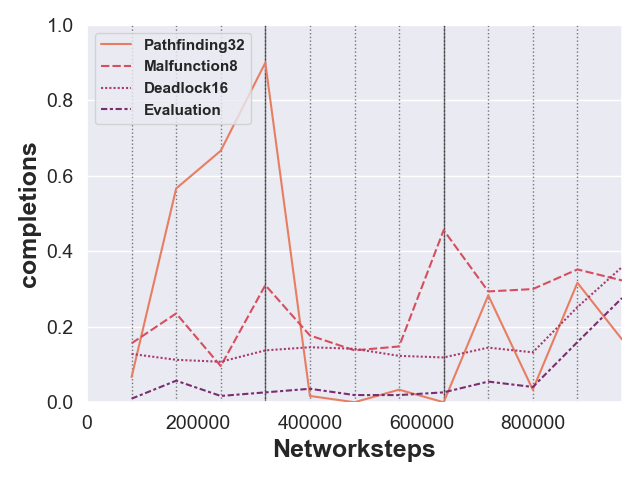 1.0
0.8
0.6
0.4
0.2
0.0
completions
Pathfinding32
Malfunction8
Deadlock16
Evaluation
0
200000
400000
600000
800000
Networksteps